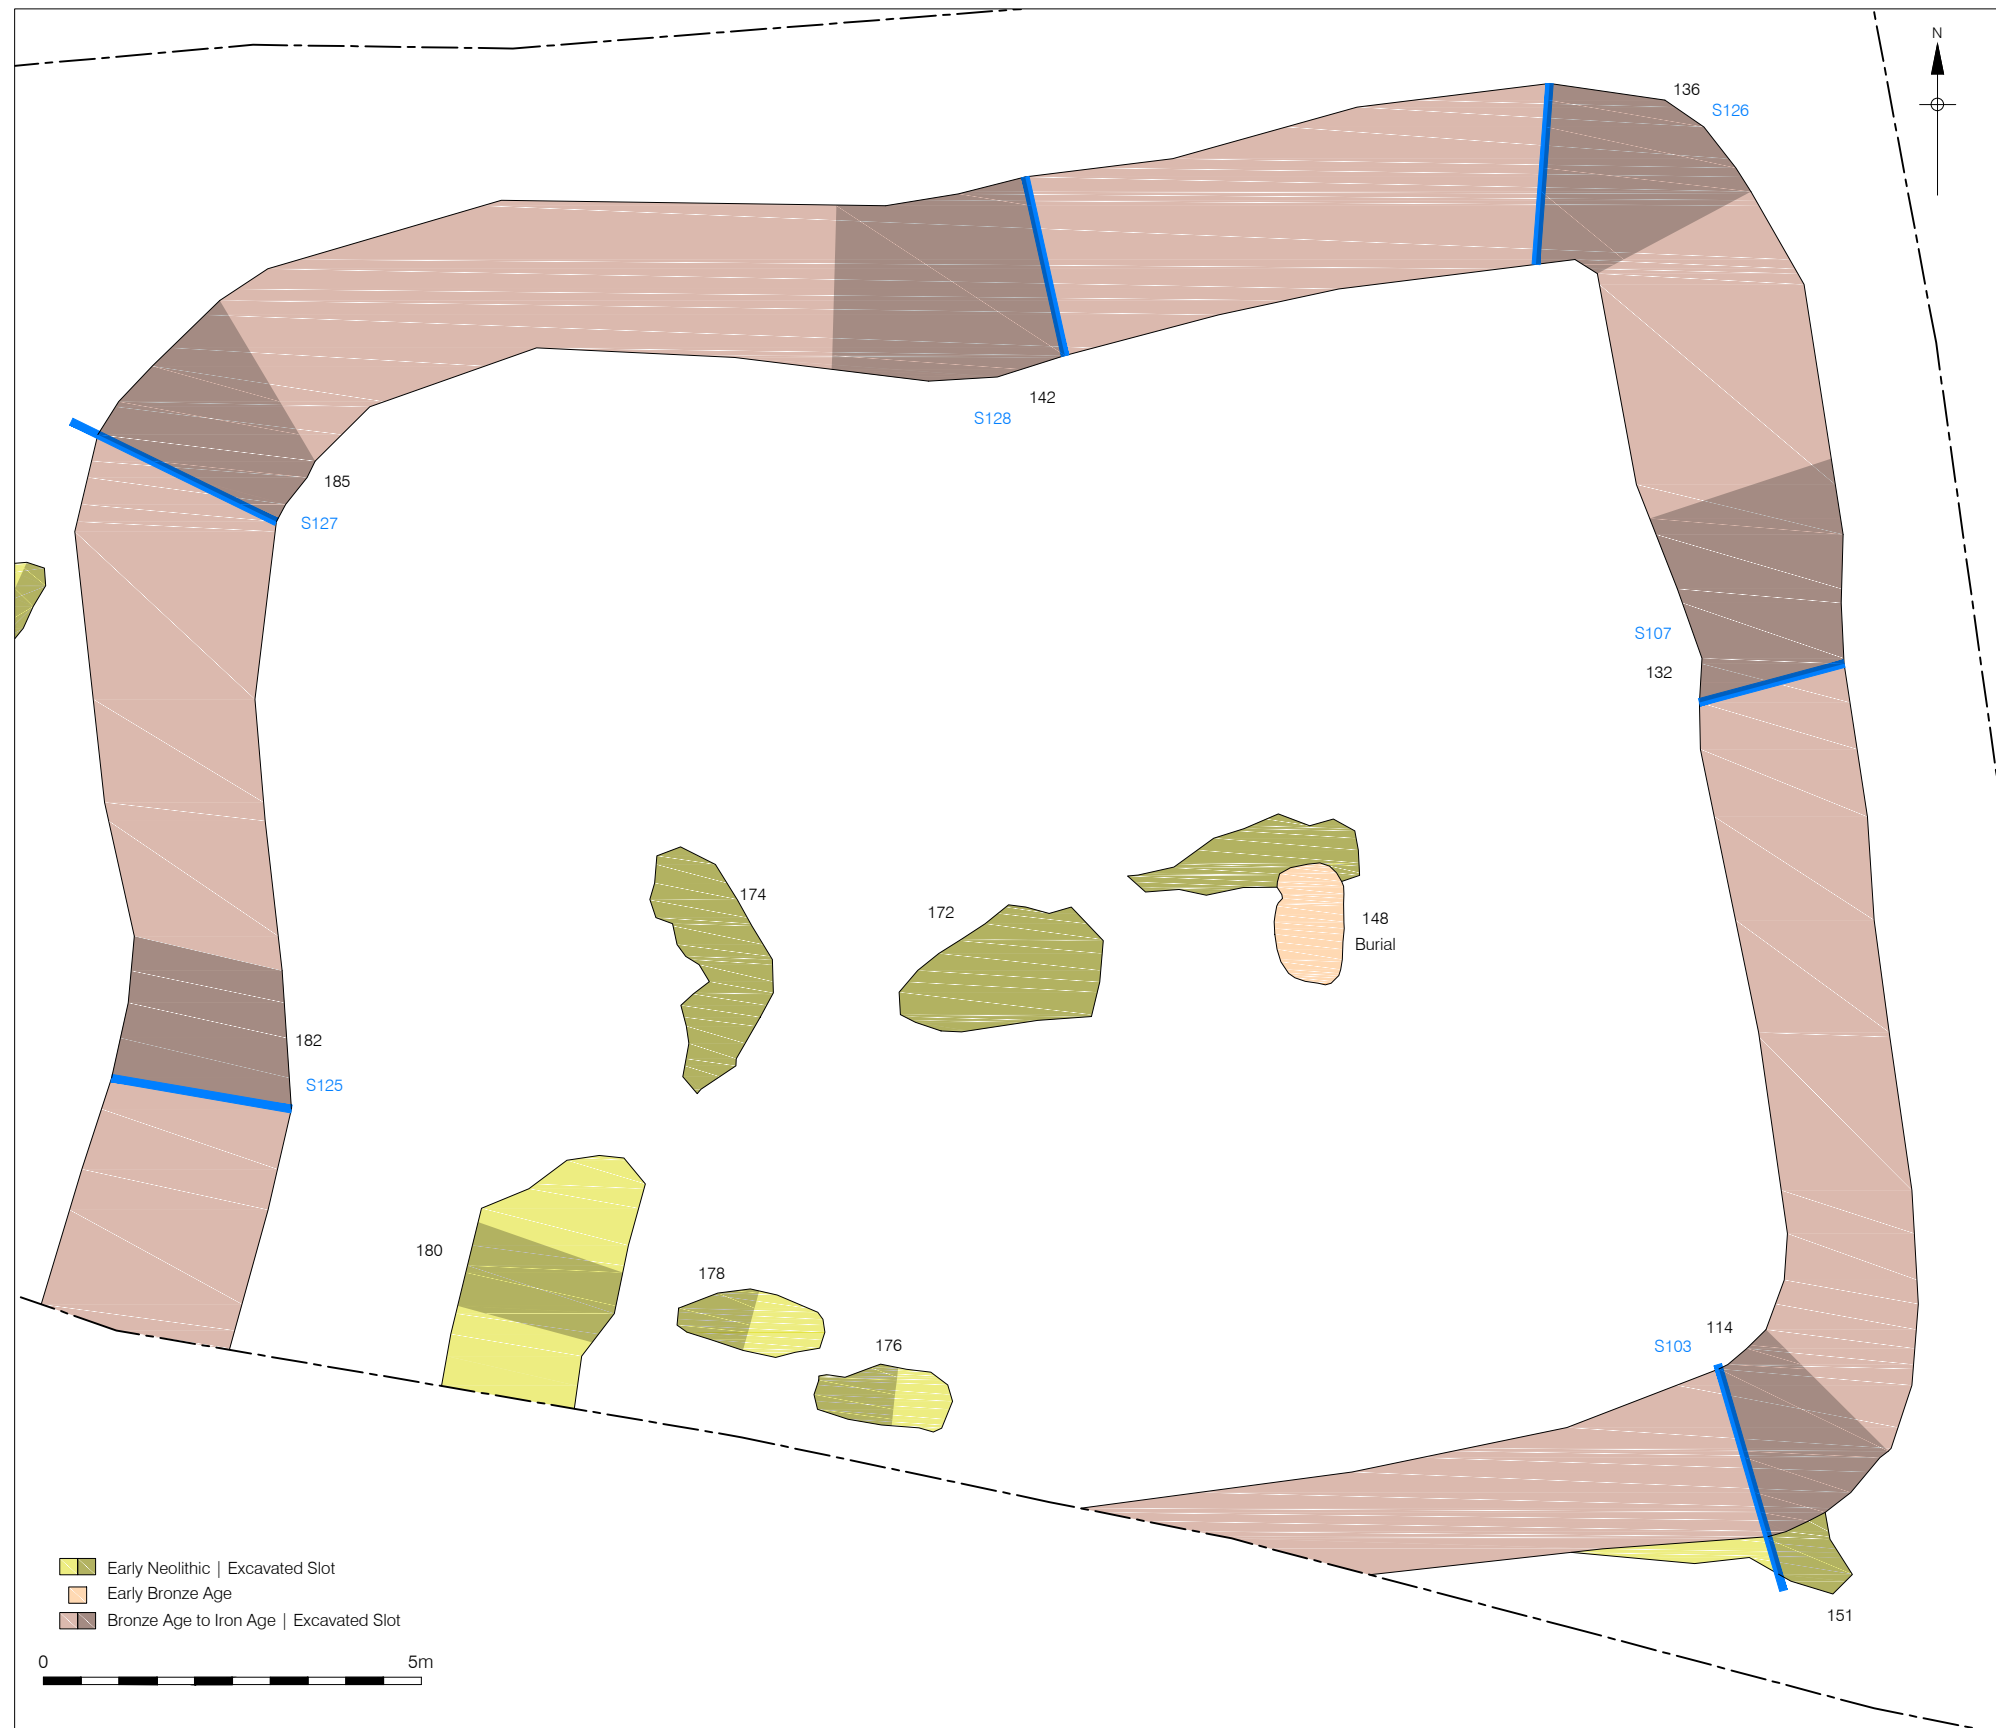 N
136
S126
142
S128
185
S127
S107
132
174
172
148
Burial
182
S125
180
178
176
114
S103
151
Early Neolithic | Excavated Slot
Early Bronze Age
Bronze Age to Iron Age | Excavated Slot
0 5m